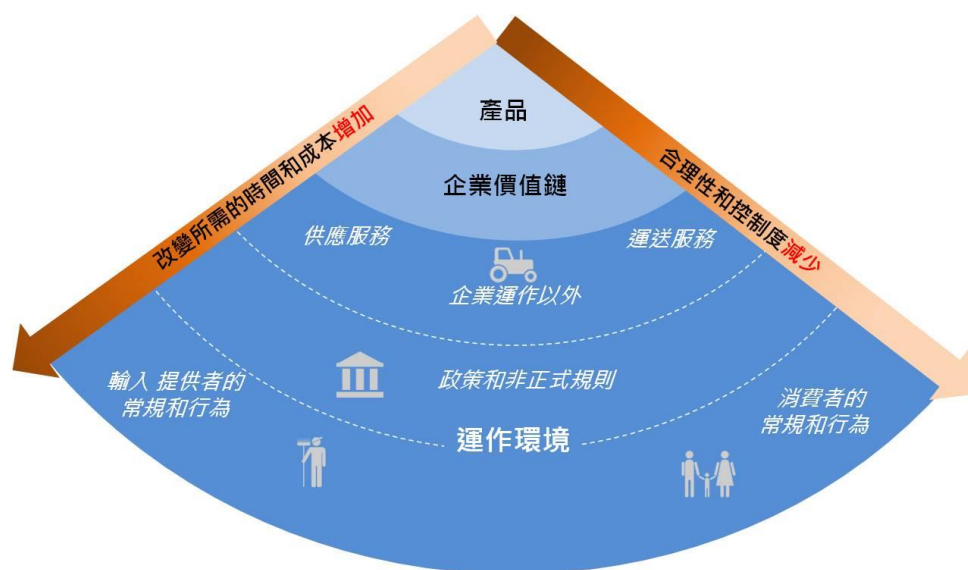 產品
企業價值鏈
改變所需的時間和成本增加
合理性和控制度減少
供應服務
運送服務
企業運作以外
政策和非正式規則
輸入 提供者的
常規和行為
消費者的
常規和行為
運作環境